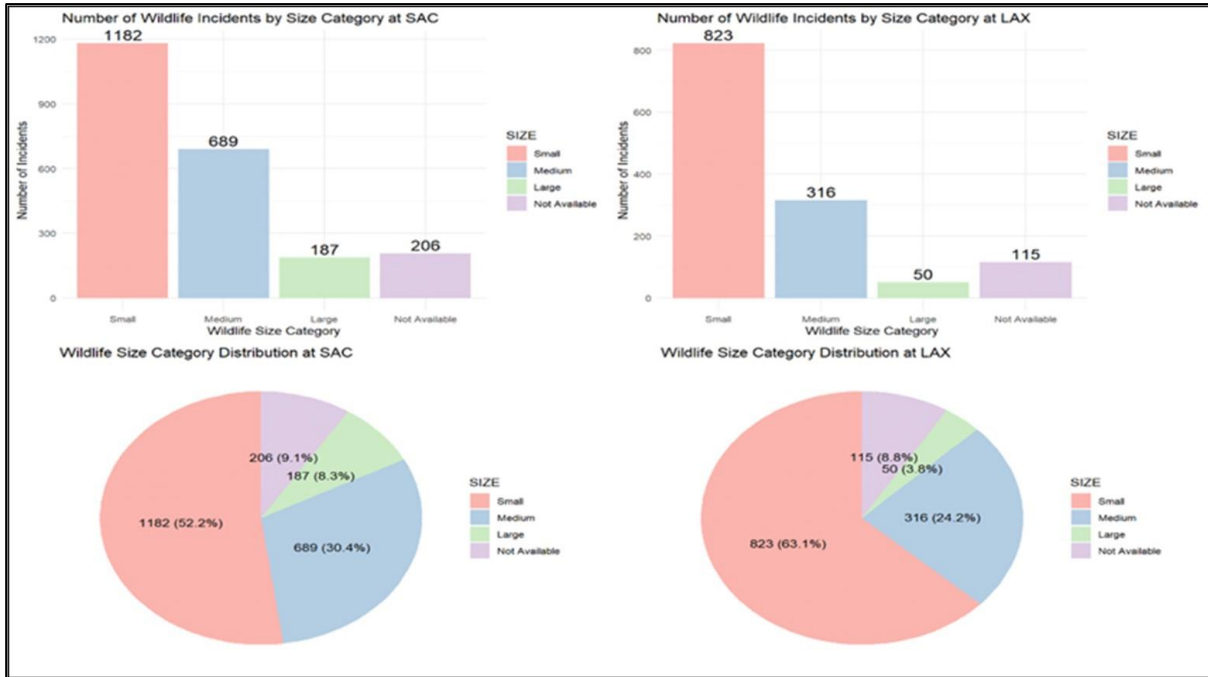 Number of Wildlife Incidents by Size Category at SAC
1200
900
600
300
0
Number of Incidents
1182
689
187
206
Small
Medium
Large
Not Available
Wildlife Size Category
SIZE
Small
Medium
Large
Not Available
Number of Wildlife Incidents by Size Category at LAX
800
600
400
200
0
Number of Incidents
823
316
50
115
Small
Medium
Large
Not Available
Wildlife Size Category
SIZE
Small
Medium
Large
Not Available
Wildlife Size Category Distribution at SAC
206 (9.1%)
187 (8.3%)
1182 (52.2%)
689 (30.4%)
SIZE
Small
Medium
Large
Not Available
Wildlife Size Category Distribution at LAX
115 (8.8%)
50 (3.8%)
316 (24.2%)
823 (63.1%)
SIZE
Small
Medium
Large
Not Available